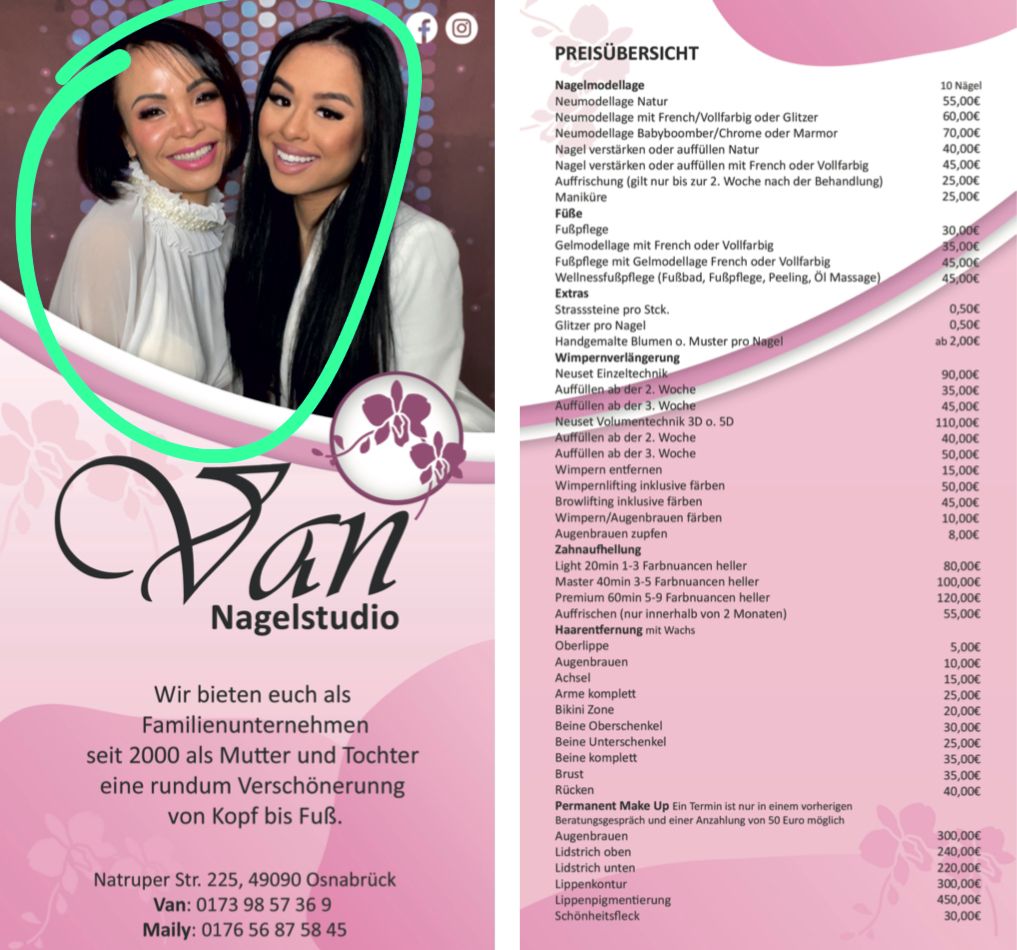 Van
Nagelstudio
Wir bieten euch als
Familienunternehmen
seit 2000 als Mutter und Tochter
eine rundum Verschönerunng
von Kopf bis Fuß.
Natruper Str. 225, 49090 Osnabrück
Van: 0173 98 57 36 9
Maily: 0176 56 87 58 45
PREISÜBERSICHT
Nagelmodellage 10 Nägel
Neumodellage Natur 55,00€
Neumodellage mit French/Vollfarbig oder Glitzer 60,00€
Neumodellage Babyboomber/Chrome oder Marmor 70,00€
Nagel verstärken oder auffüllen Natur 40,00€
Nagel verstärken oder auffüllen mit French oder Vollfarbig 45,00€
Auffrischung (gilt nur bis zur 2. Woche nach der Behandlung) 25,00€
Maniküre 25,00€
Füße
Fußpflege 30,00€
Gelmodellage mit French oder Vollfarbig 35,00€
Fußpflege mit Gelmodellage French oder Vollfarbig 45,00€
Wellnessfußpflege (Fußbad, Fußpflege, Peeling, Öl Massage) 45,00€
Extras
Strasssteine pro Stck. 0,50€
Glitzer pro Nagel 0,50€
Handgemalte Blumen o. Muster pro Nagel ab 2,00€
Wimpernverlängerung
Neuset Einzeltechnik 90,00€
Auffüllen ab der 2. Woche 35,00€
Auffüllen ab der 3. Woche 45,00€
Neuset Volumentechnik 3D o. 5D 110,00€
Auffüllen ab der 2. Woche 40,00€
Auffüllen ab der 3. Woche 50,00€
Wimpern entfernen 15,00€
Wimpernlifting inklusive färben 50,00€
Browlifting inklusive färben 45,00€
Wimpern/Augenbrauen färben 10,00€
Augenbrauen zupfen 8,00€
Zahnaufhellung
Light 20min 1-3 Farbnuancen heller 80,00€
Master 40min 3-5 Farbnuancen heller 100,00€
Premium 60min 5-9 Farbnuancen heller 120,00€
Auffrischen (nur innerhalb von 2 Monaten) 55,00€
Haarentfernung mit Wachs
Oberlippe 5,00€
Augenbrauen 10,00€
Achsel 15,00€
Arme komplett 25,00€
Bikini Zone 20,00€
Beine Oberschenkel 30,00€
Beine Unterschenkel 25,00€
Beine komplett 35,00€
Brust 35,00€
Rücken 40,00€
Permanent Make Up Ein Termin ist nur in einem vorherigen
Beratungsgespräch und einer Anzahlung von 50 Euro möglich
Augenbrauen 300,00€
Lidstrich oben 240,00€
Lidstrich unten 220,00€
Lippenkontur 300,00€
Lippenpigmentierung 450,00€
Schönheitsfleck 30,00€